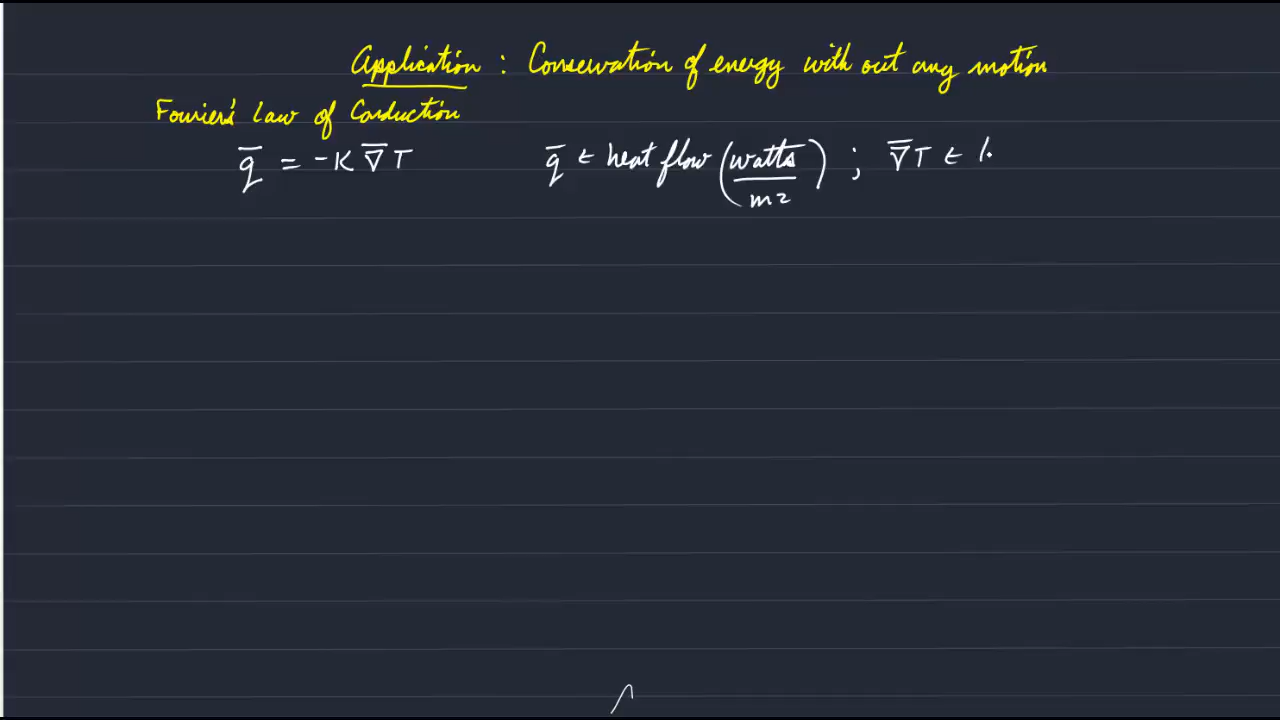 Application : Conservation of energy with out any motion
Fourier's Law of Conduction
q̅ = -K ∇̅T q̅ ∈ heat flow (watts/m2) ; ∇̅T ∈